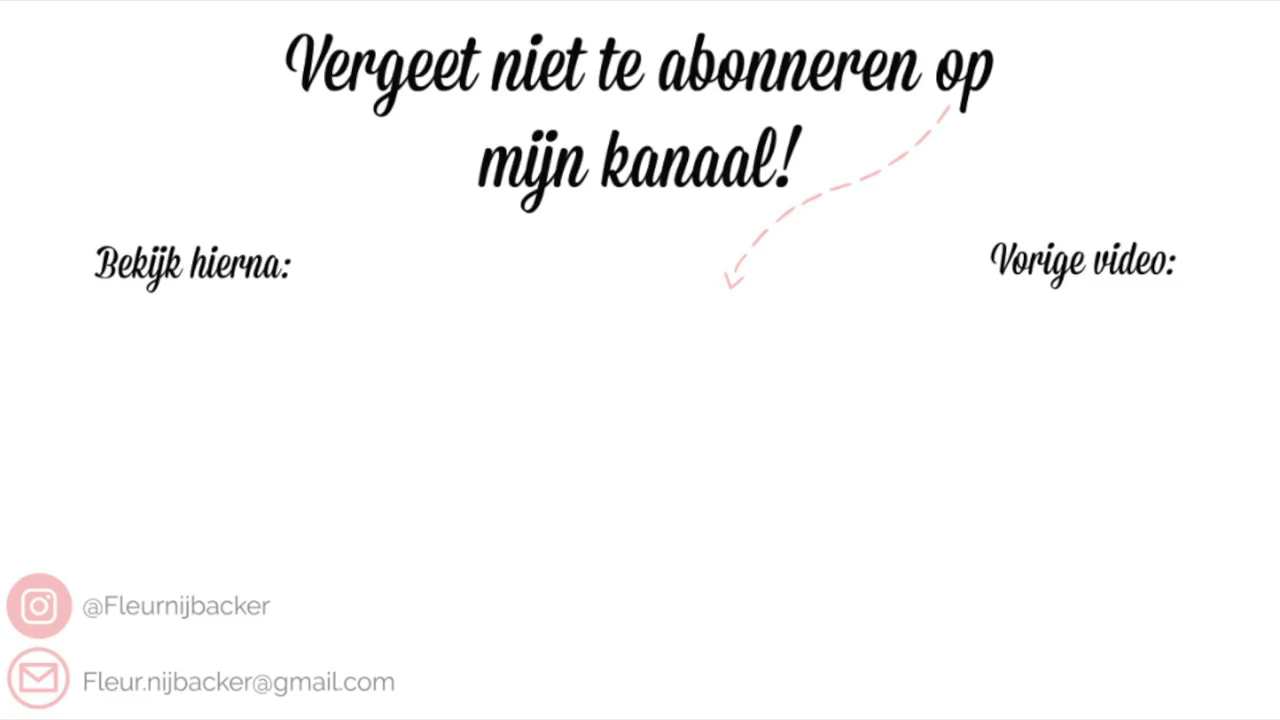 Vergeet niet te abonneren op
mijn kanaal!
Bekijk hierna:
Vorige video:
@Fleurnijbacker
Fleur.nijbacker@gmail.com